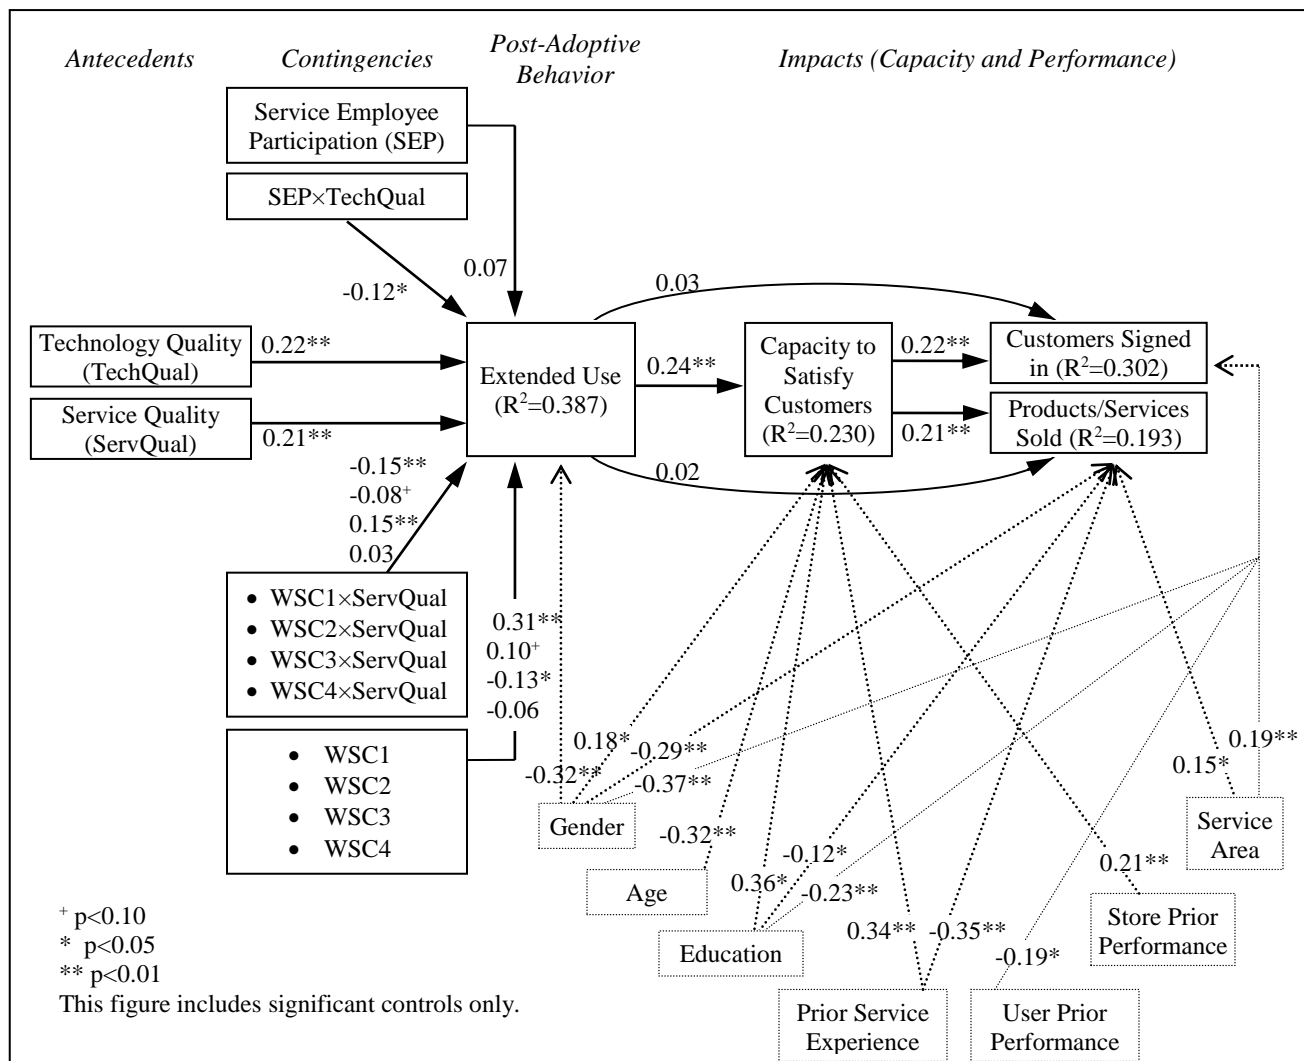 Antecedents
Contingencies
Post-Adoptive
Behavior
Impacts (Capacity and Performance)
Service Employee
Participation (SEP)
SEP×TechQual
0.07
-0.12*
0.03
Technology Quality
(TechQual)
0.22**
Service Quality
(ServQual)
0.21**
Extended Use
(R²=0.387)
0.24**
Capacity to
Satisfy
Customers
(R²=0.230)
0.22**
0.21**
Customers Signed
in (R²=0.302)
Products/Services
Sold (R²=0.193)
0.02
-0.15**
-0.08⁺
0.15**
0.03
• WSC1×ServQual
• WSC2×ServQual
• WSC3×ServQual
• WSC4×ServQual
0.31**
0.10⁺
-0.13*
-0.06
• WSC1
• WSC2
• WSC3
• WSC4
0.18*
-0.29**
-0.32**
-0.37**
Gender
0.19**
0.15*
Service
Area
-0.32**
Age
-0.12*
0.36*
-0.23**
Education
0.21**
Store Prior
Performance
0.34**
-0.35**
-0.19*
Prior Service
Experience
User Prior
Performance
⁺ p<0.10
* p<0.05
** p<0.01
This figure includes significant controls only.